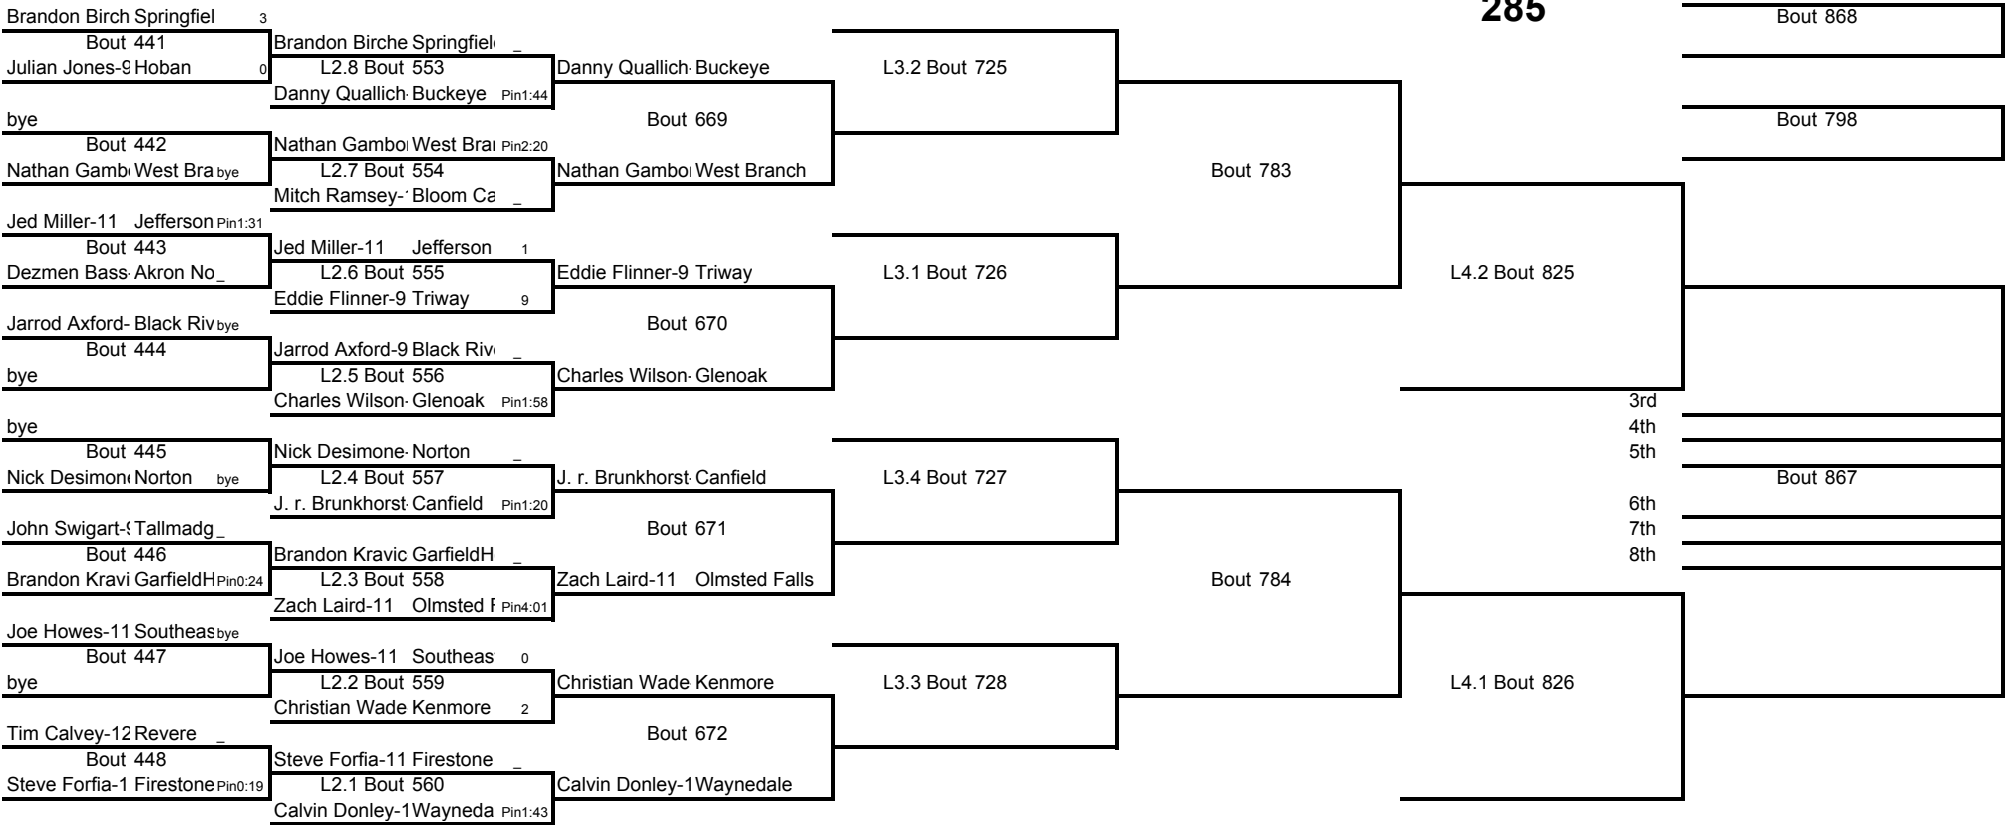 285
Brandon Birch Springfiel 3
Bout 441
Julian Jones-9 Hoban 0
bye
Bout 442
Nathan Gamb West Bra bye
Jed Miller-11 Jefferson Pin1:31
Bout 443
Dezmen Bass- Akron No _
Jarrod Axford- Black Riv bye
Bout 444
bye
bye
Bout 445
Nick Desimon Norton bye
John Swigart-9 Tallmadg _
Bout 446
Brandon Kravi GarfieldH Pin0:24
Joe Howes-11 Southeas bye
Bout 447
bye
Tim Calvey-12 Revere _
Bout 448
Steve Forfia-1 Firestone Pin0:19
Brandon Birche Springfiel _
L2.8 Bout 553
Danny Quallich- Buckeye Pin1:44
Nathan Gambo West Bra Pin2:20
L2.7 Bout 554
Mitch Ramsey- Bloom Ca _
Jed Miller-11 Jefferson 1
L2.6 Bout 555
Eddie Flinner-9 Triway 9
Jarrod Axford-9 Black Riv _
L2.5 Bout 556
Charles Wilson- Glenoak Pin1:58
Nick Desimone- Norton _
L2.4 Bout 557
J. r. Brunkhorst- Canfield Pin1:20
Brandon Kravic GarfieldH _
L2.3 Bout 558
Zach Laird-11 Olmsted F Pin4:01
Joe Howes-11 Southeas 0
L2.2 Bout 559
Christian Wade Kenmore 2
Steve Forfia-11 Firestone _
L2.1 Bout 560
Calvin Donley-1 Wayneda Pin1:43
Danny Quallich- Buckeye
Bout 669
Nathan Gambo West Branch
Eddie Flinner-9 Triway
Bout 670
Charles Wilson- Glenoak
J. r. Brunkhorst- Canfield
Bout 671
Zach Laird-11 Olmsted Falls
Christian Wade Kenmore
Bout 672
Calvin Donley-1 Waynedale
L3.2 Bout 725
L3.1 Bout 726
L3.4 Bout 727
L3.3 Bout 728
Bout 783
Bout 784
L4.2 Bout 825
L4.1 Bout 826
Bout 868
Bout 798
3rd
4th
5th
Bout 867
6th
7th
8th